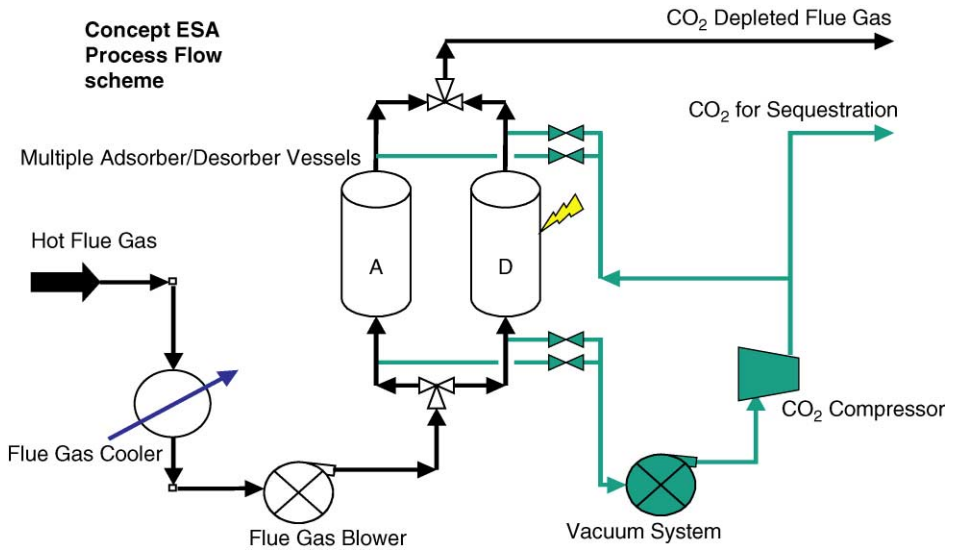 Concept ESA
Process Flow
scheme
CO₂ Depleted Flue Gas
CO₂ for Sequestration
Multiple Adsorber/Desorber Vessels
Hot Flue Gas
A
D
CO₂ Compressor
Flue Gas Cooler
Flue Gas Blower
Vacuum System